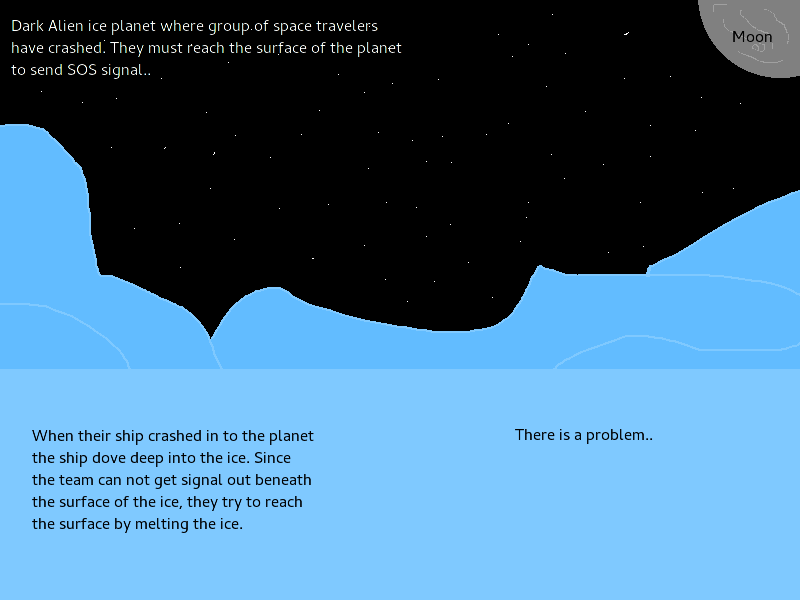 Dark Alien ice planet where group of space travelers
have crashed. They must reach the surface of the planet
to send SOS signal..
Moon
When their ship crashed in to the planet
the ship dove deep into the ice. Since
the team can not get signal out beneath
the surface of the ice, they try to reach
the surface by melting the ice.
There is a problem..